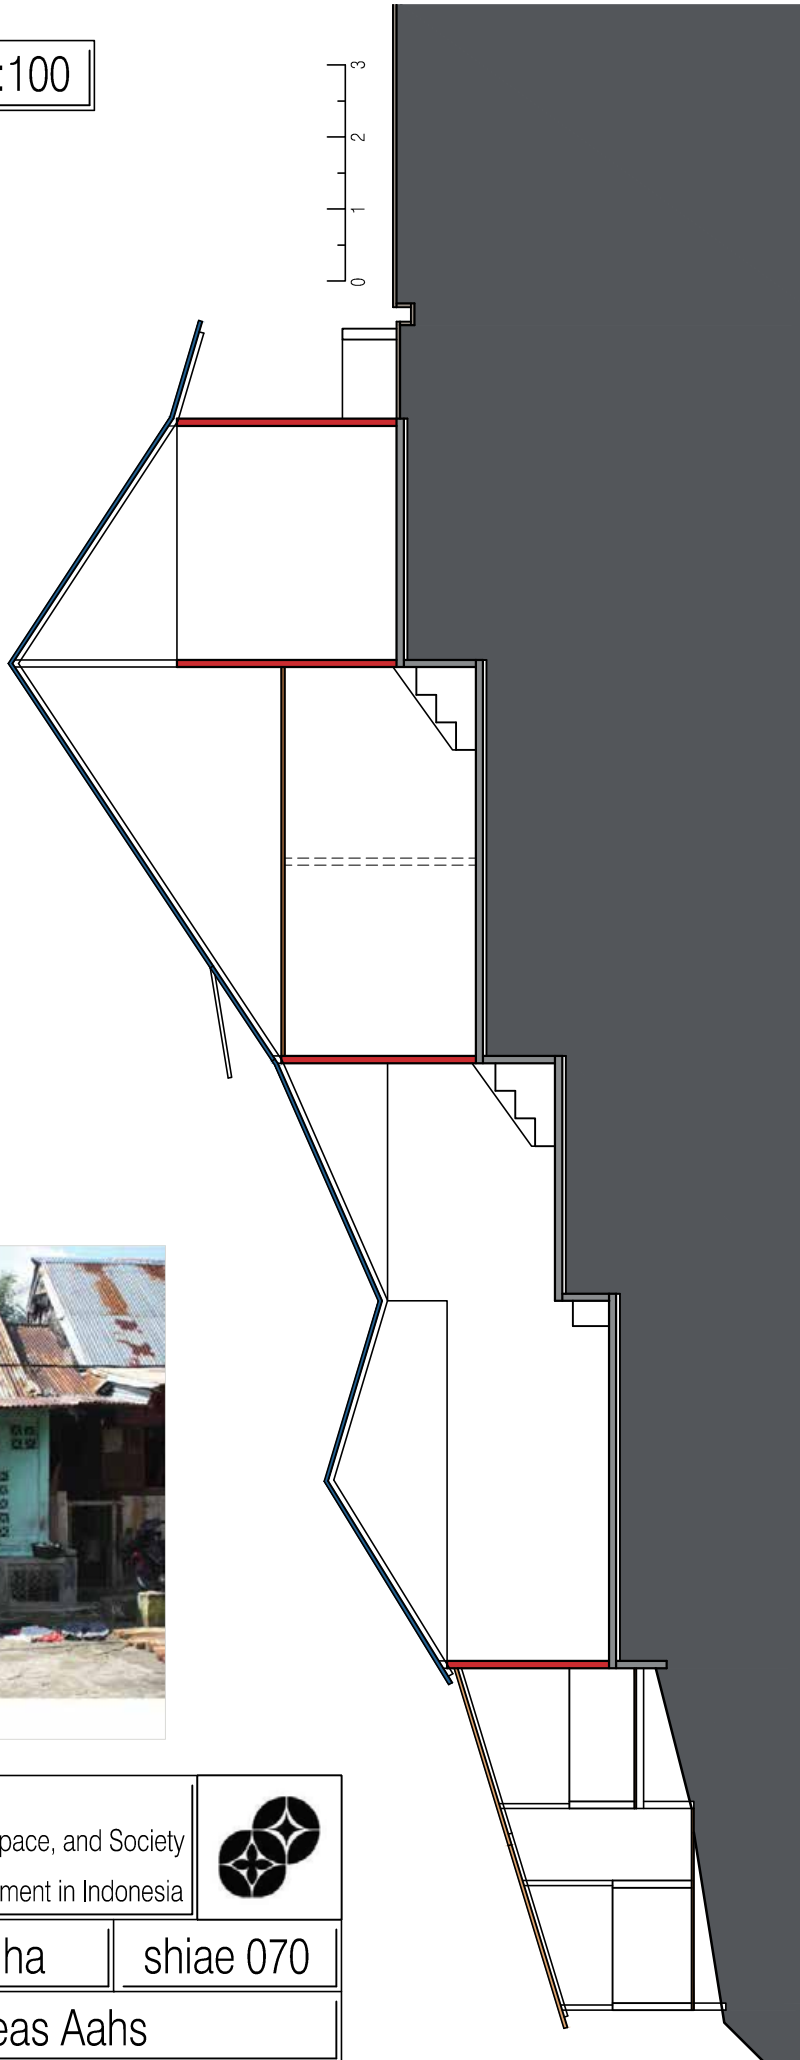 :100
3
2
1
0
pace, and Society
ment in Indonesia
ha
shiae 070
eas Aahs